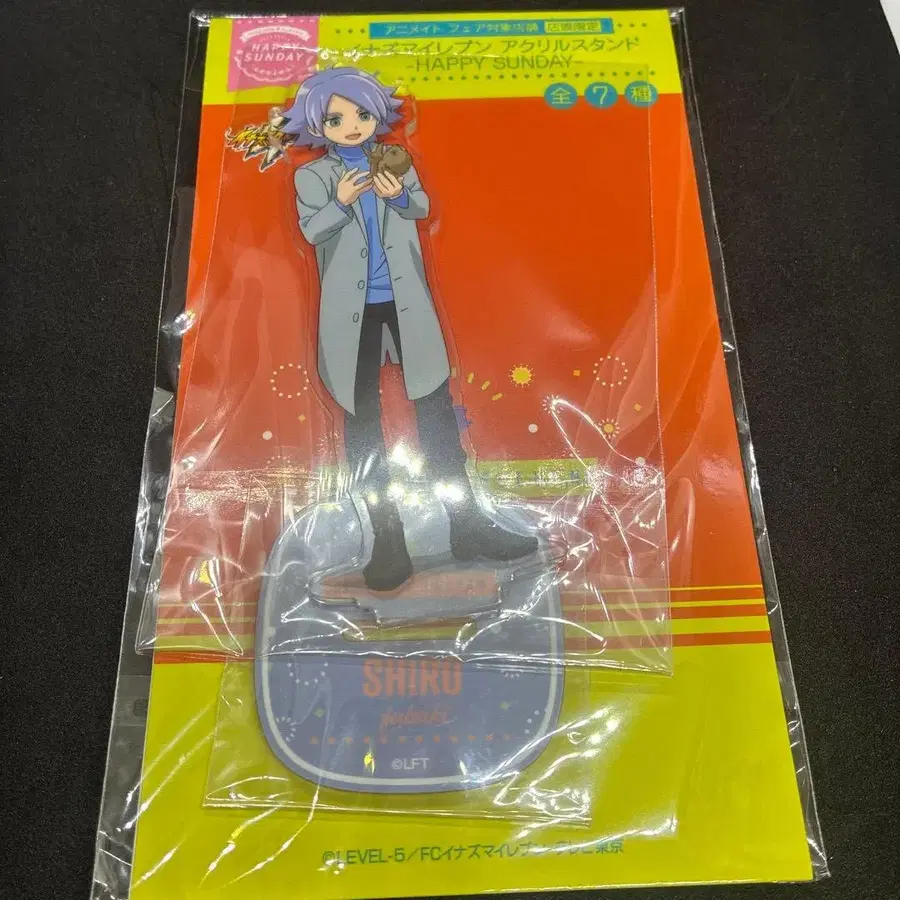 HAPPY
SUNDAY
アニメイト フェア対象店舗 店頭限定
イナズマイレブン アクリルスタンド
-HAPPY SUNDAY-
全7種
SHIRO
fubuki
©LFT
©LEVEL-5/FCイナズマイレブン・テレビ東京